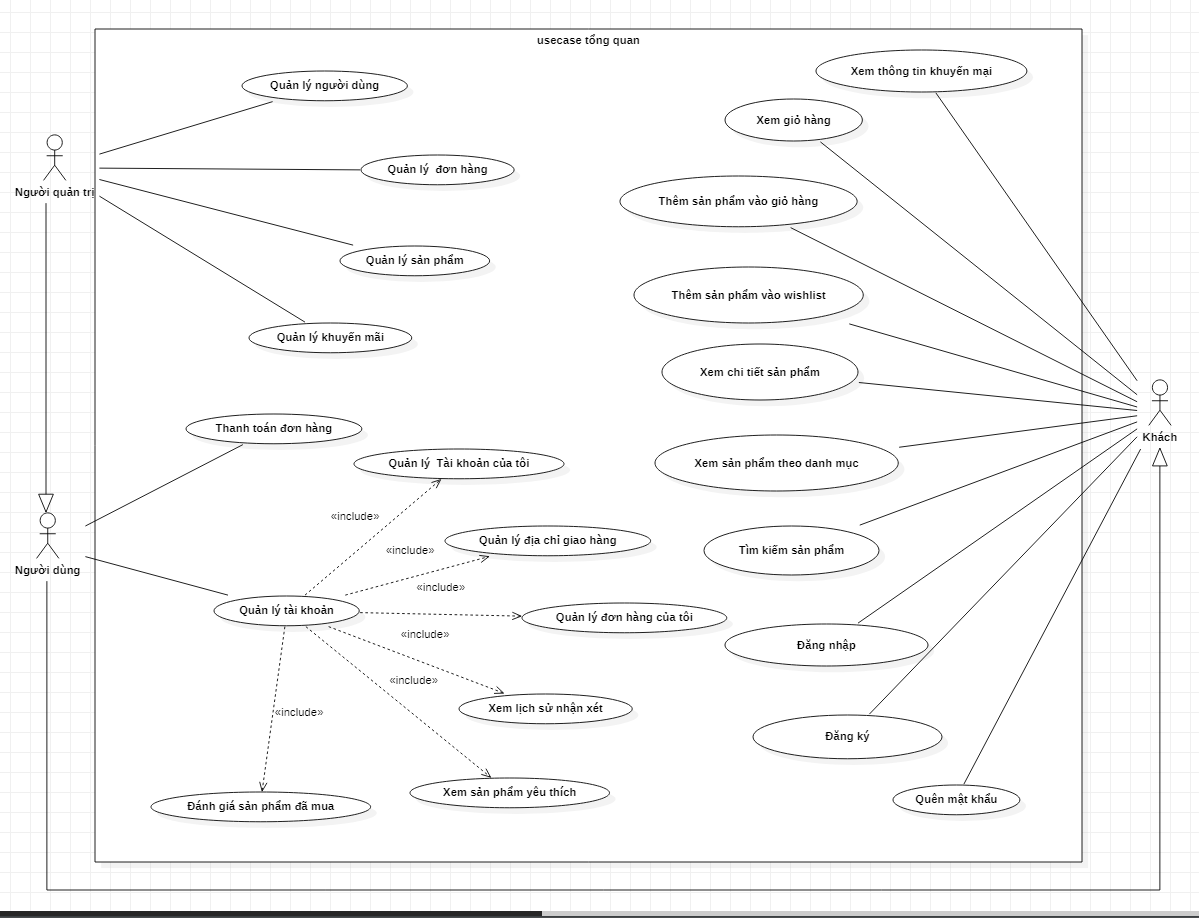 usecase tổng quan
Xem thông tin khuyến mại
Quản lý người dùng
Xem giỏ hàng
Quản lý  đơn hàng
Người quản trị
Thêm sản phẩm vào giỏ hàng
Quản lý sản phẩm
Thêm sản phẩm vào wishlist
Quản lý khuyến mãi
Xem chi tiết sản phẩm
Khách
Thanh toán đơn hàng
Quản lý  Tài khoản của tôi
Xem sản phẩm theo danh mục
«include»
Quản lý địa chỉ giao hàng
«include»
Tìm kiếm sản phẩm
Người dùng
«include»
Quản lý tài khoản
Quản lý đơn hàng của tôi
«include»
Đăng nhập
«include»
Xem lịch sử nhận xét
«include»
Đăng ký
Xem sản phẩm yêu thích
Quên mật khẩu
Đánh giá sản phẩm đã mua